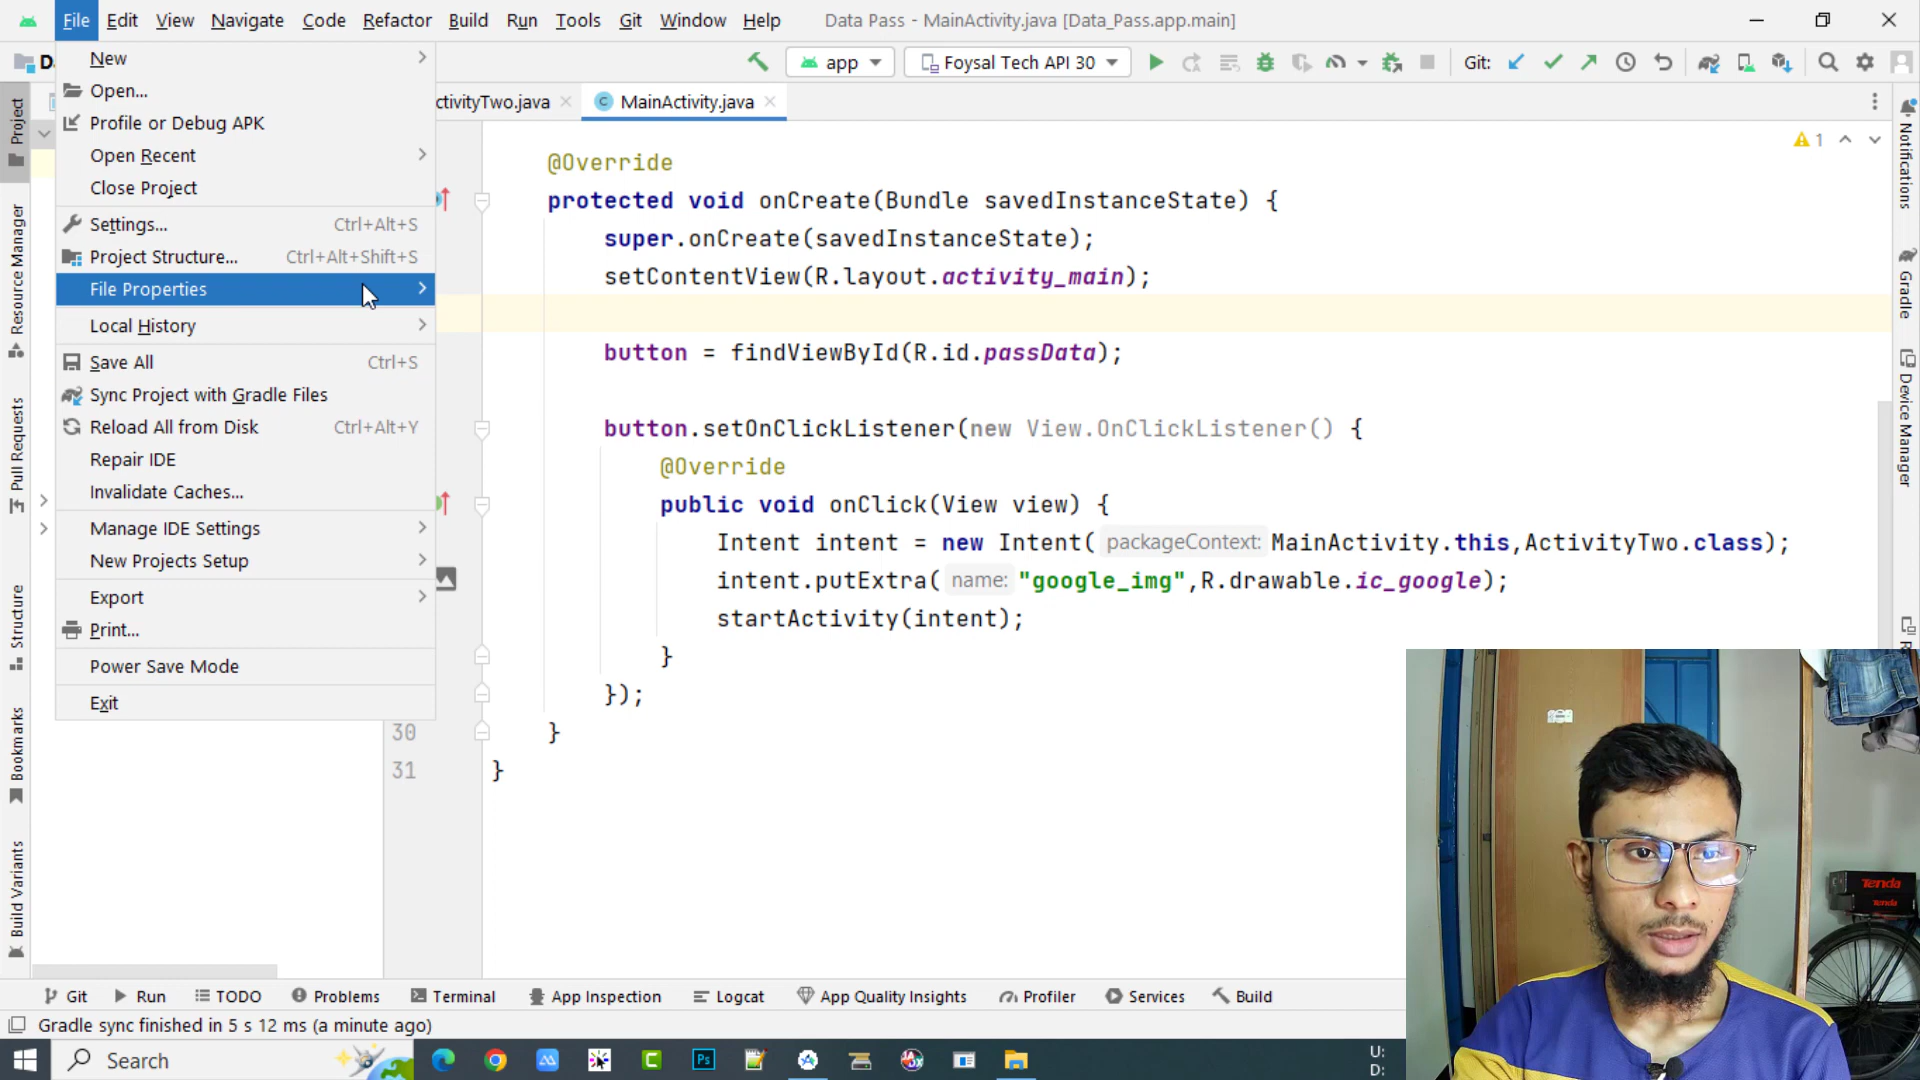 File Edit View Navigate Code Refactor Build Run Tools Git Window Help Data Pass - MainActivity.java [Data_Pass.app.main]
D. app Foysal Tech API 30 Git:
ctivityTwo.java MainActivity.java
New
Open...
Profile or Debug APK
Open Recent
Close Project
Settings... Ctrl+Alt+S
Project Structure... Ctrl+Alt+Shift+S
File Properties
Local History
Save All Ctrl+S
Sync Project with Gradle Files
Reload All from Disk Ctrl+Alt+Y
Repair IDE
Invalidate Caches...
Manage IDE Settings
New Projects Setup
Export
Print...
Power Save Mode
Exit
1
@Override
protected void onCreate(Bundle savedInstanceState) {
super.onCreate(savedInstanceState);
setContentView(R.layout.activity_main);
button = findViewById(R.id.passData);
button.setOnClickListener(new View.OnClickListener() {
@Override
public void onClick(View view) {
Intent intent = new Intent( packageContext: MainActivity.this,ActivityTwo.class);
intent.putExtra( name: "google_img",R.drawable.ic_google);
startActivity(intent);
}
});
30 }
31 }
Project
Resource Manager
Pull Requests
Structure
Bookmarks
Build Variants
Notifications
Gradle
Device Manager
Tenda
Tenda
Git Run TODO Problems Terminal App Inspection Logcat App Quality Insights Profiler Services Build
Gradle sync finished in 5 s 12 ms (a minute ago)
Search
Ps
U:
D: